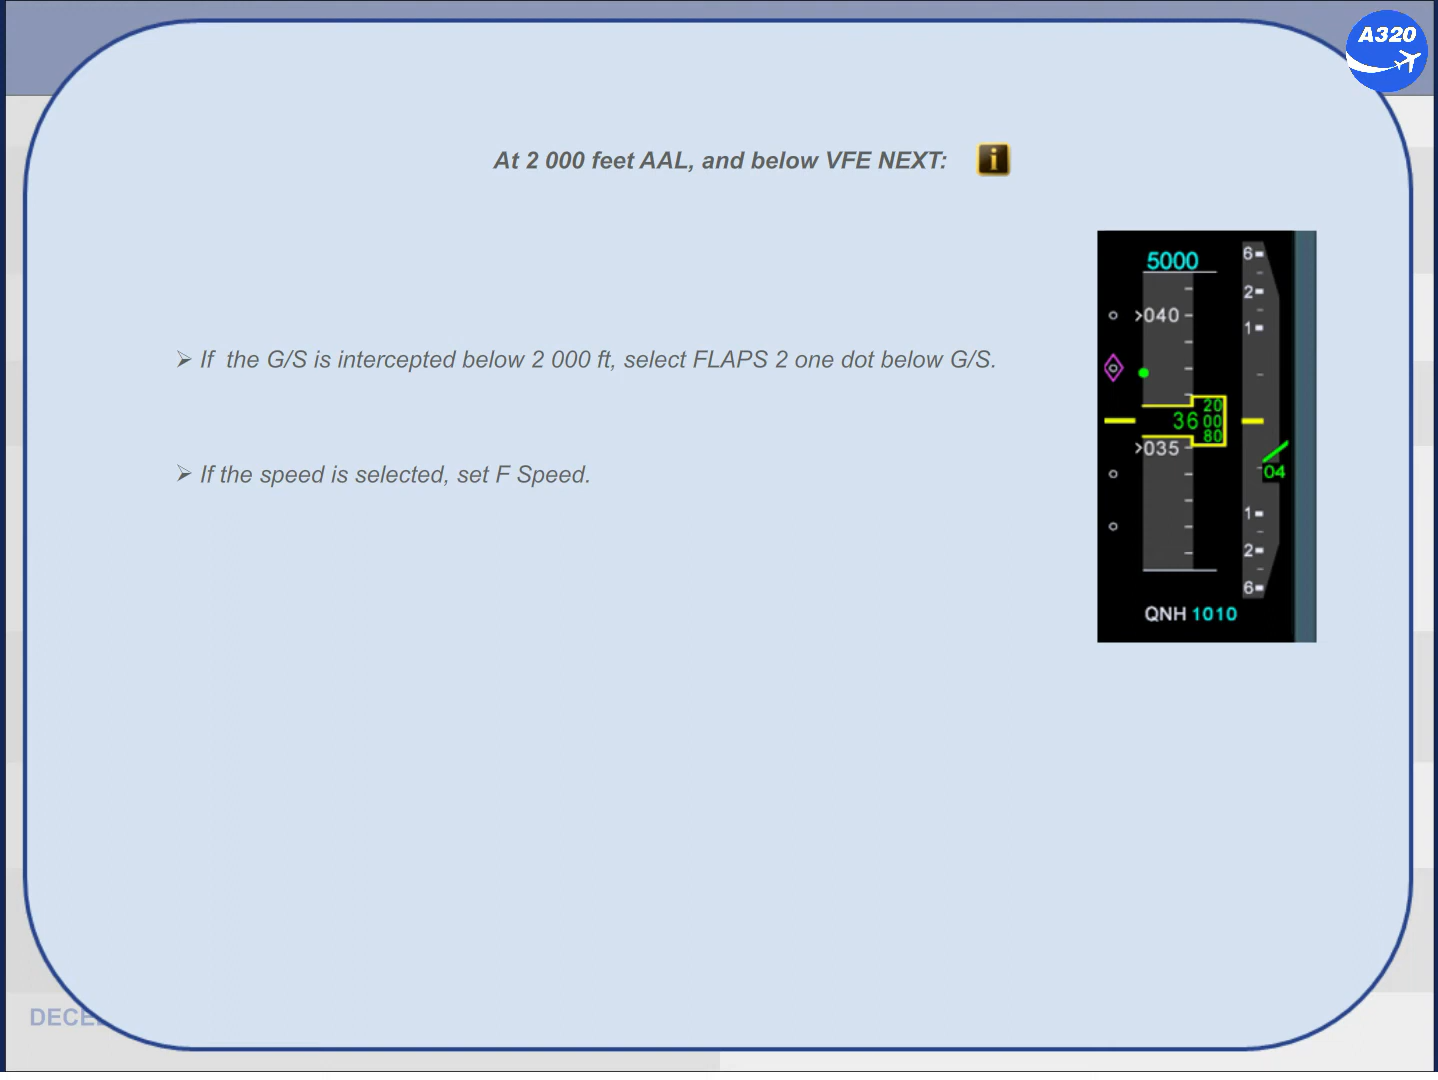 A320
At 2 000 feet AAL, and below VFE NEXT:
i
➢ If  the G/S is intercepted below 2 000 ft, select FLAPS 2 one dot below G/S.
➢ If the speed is selected, set F Speed.
5000
6
2
>040
1
20
36 00
80
>035
04
1
2
6
QNH 1010